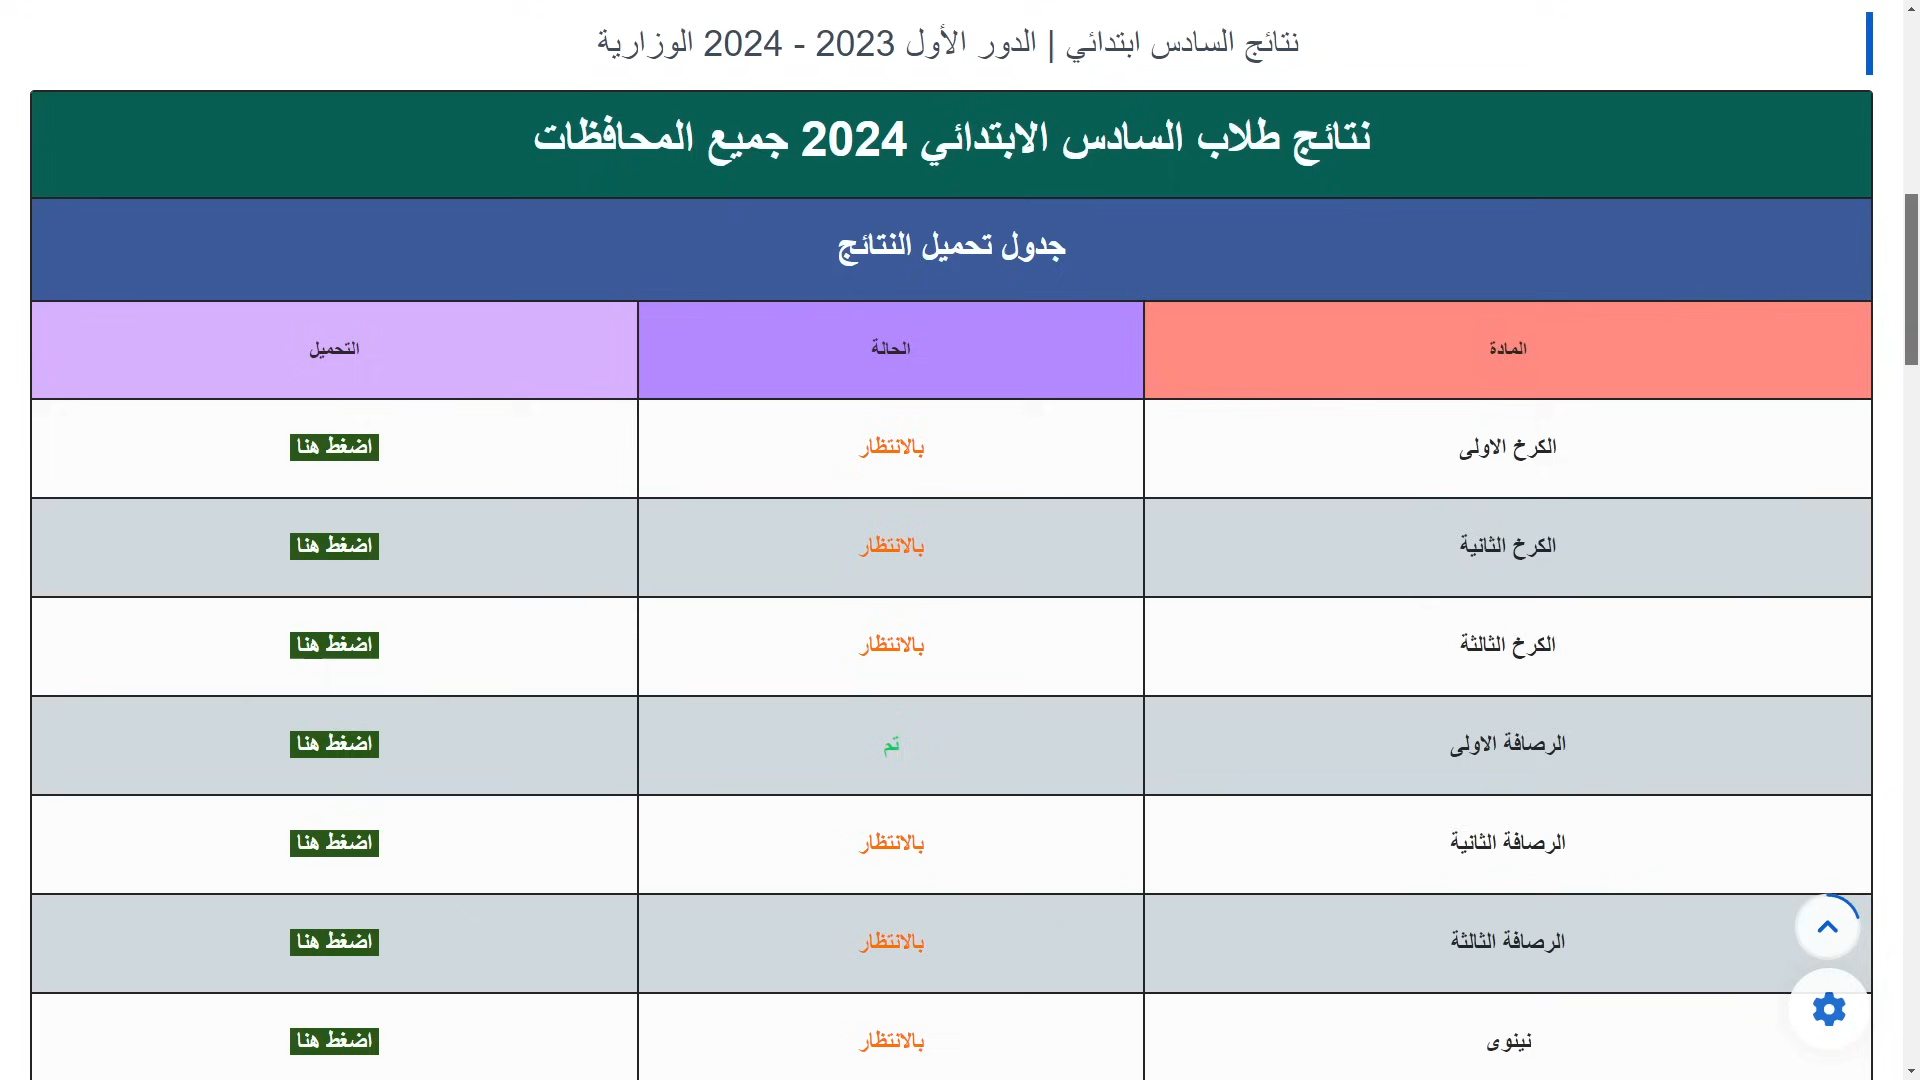 نتائج السادس ابتدائي | الدور الأول 2023 - 2024 الوزارية
نتائج طلاب السادس الابتدائي 2024 جميع المحافظات
جدول تحميل النتائج
المادة الحالة التحميل
الكرخ الاولى بالانتظار اضغط هنا
الكرخ الثانية بالانتظار اضغط هنا
الكرخ الثالثة بالانتظار اضغط هنا
الرصافة الاولى تم اضغط هنا
الرصافة الثانية بالانتظار اضغط هنا
الرصافة الثالثة بالانتظار اضغط هنا
نينوى بالانتظار اضغط هنا